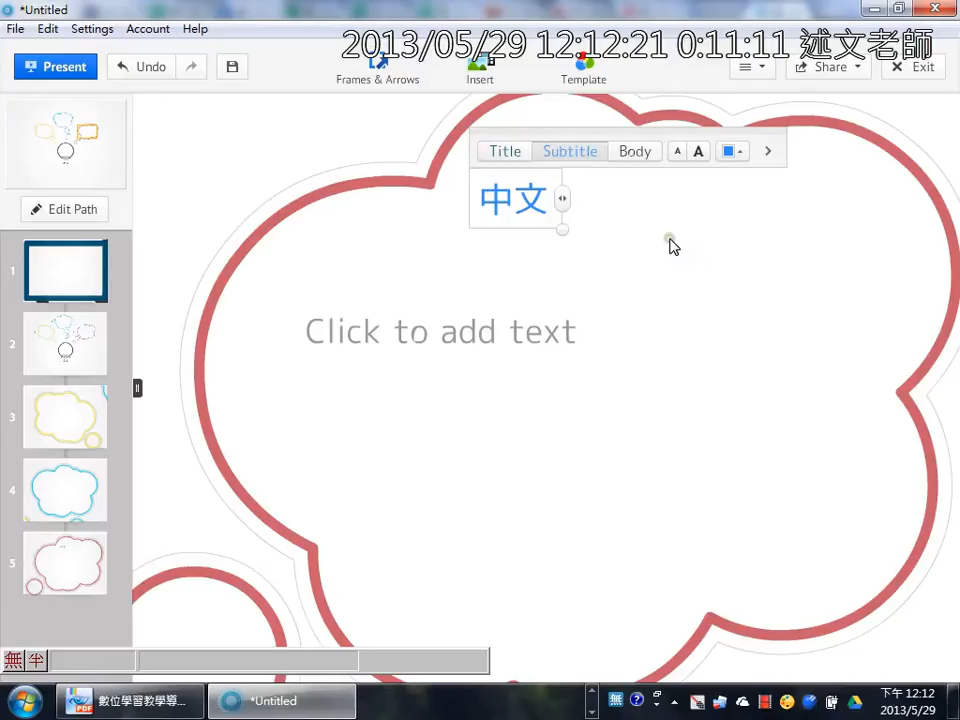 *Untitled
File Edit Settings Account Help
2013/05/29 12:12:21 0:11:11 述文老師
Present Undo Frames & Arrows Insert Template Share Exit
Title Subtitle Body A A
中文
Edit Path
1
2
3
4
5
Click to add text
無 半
數位學習教學導... *Untitled
無
下午 12:12
2013/5/29